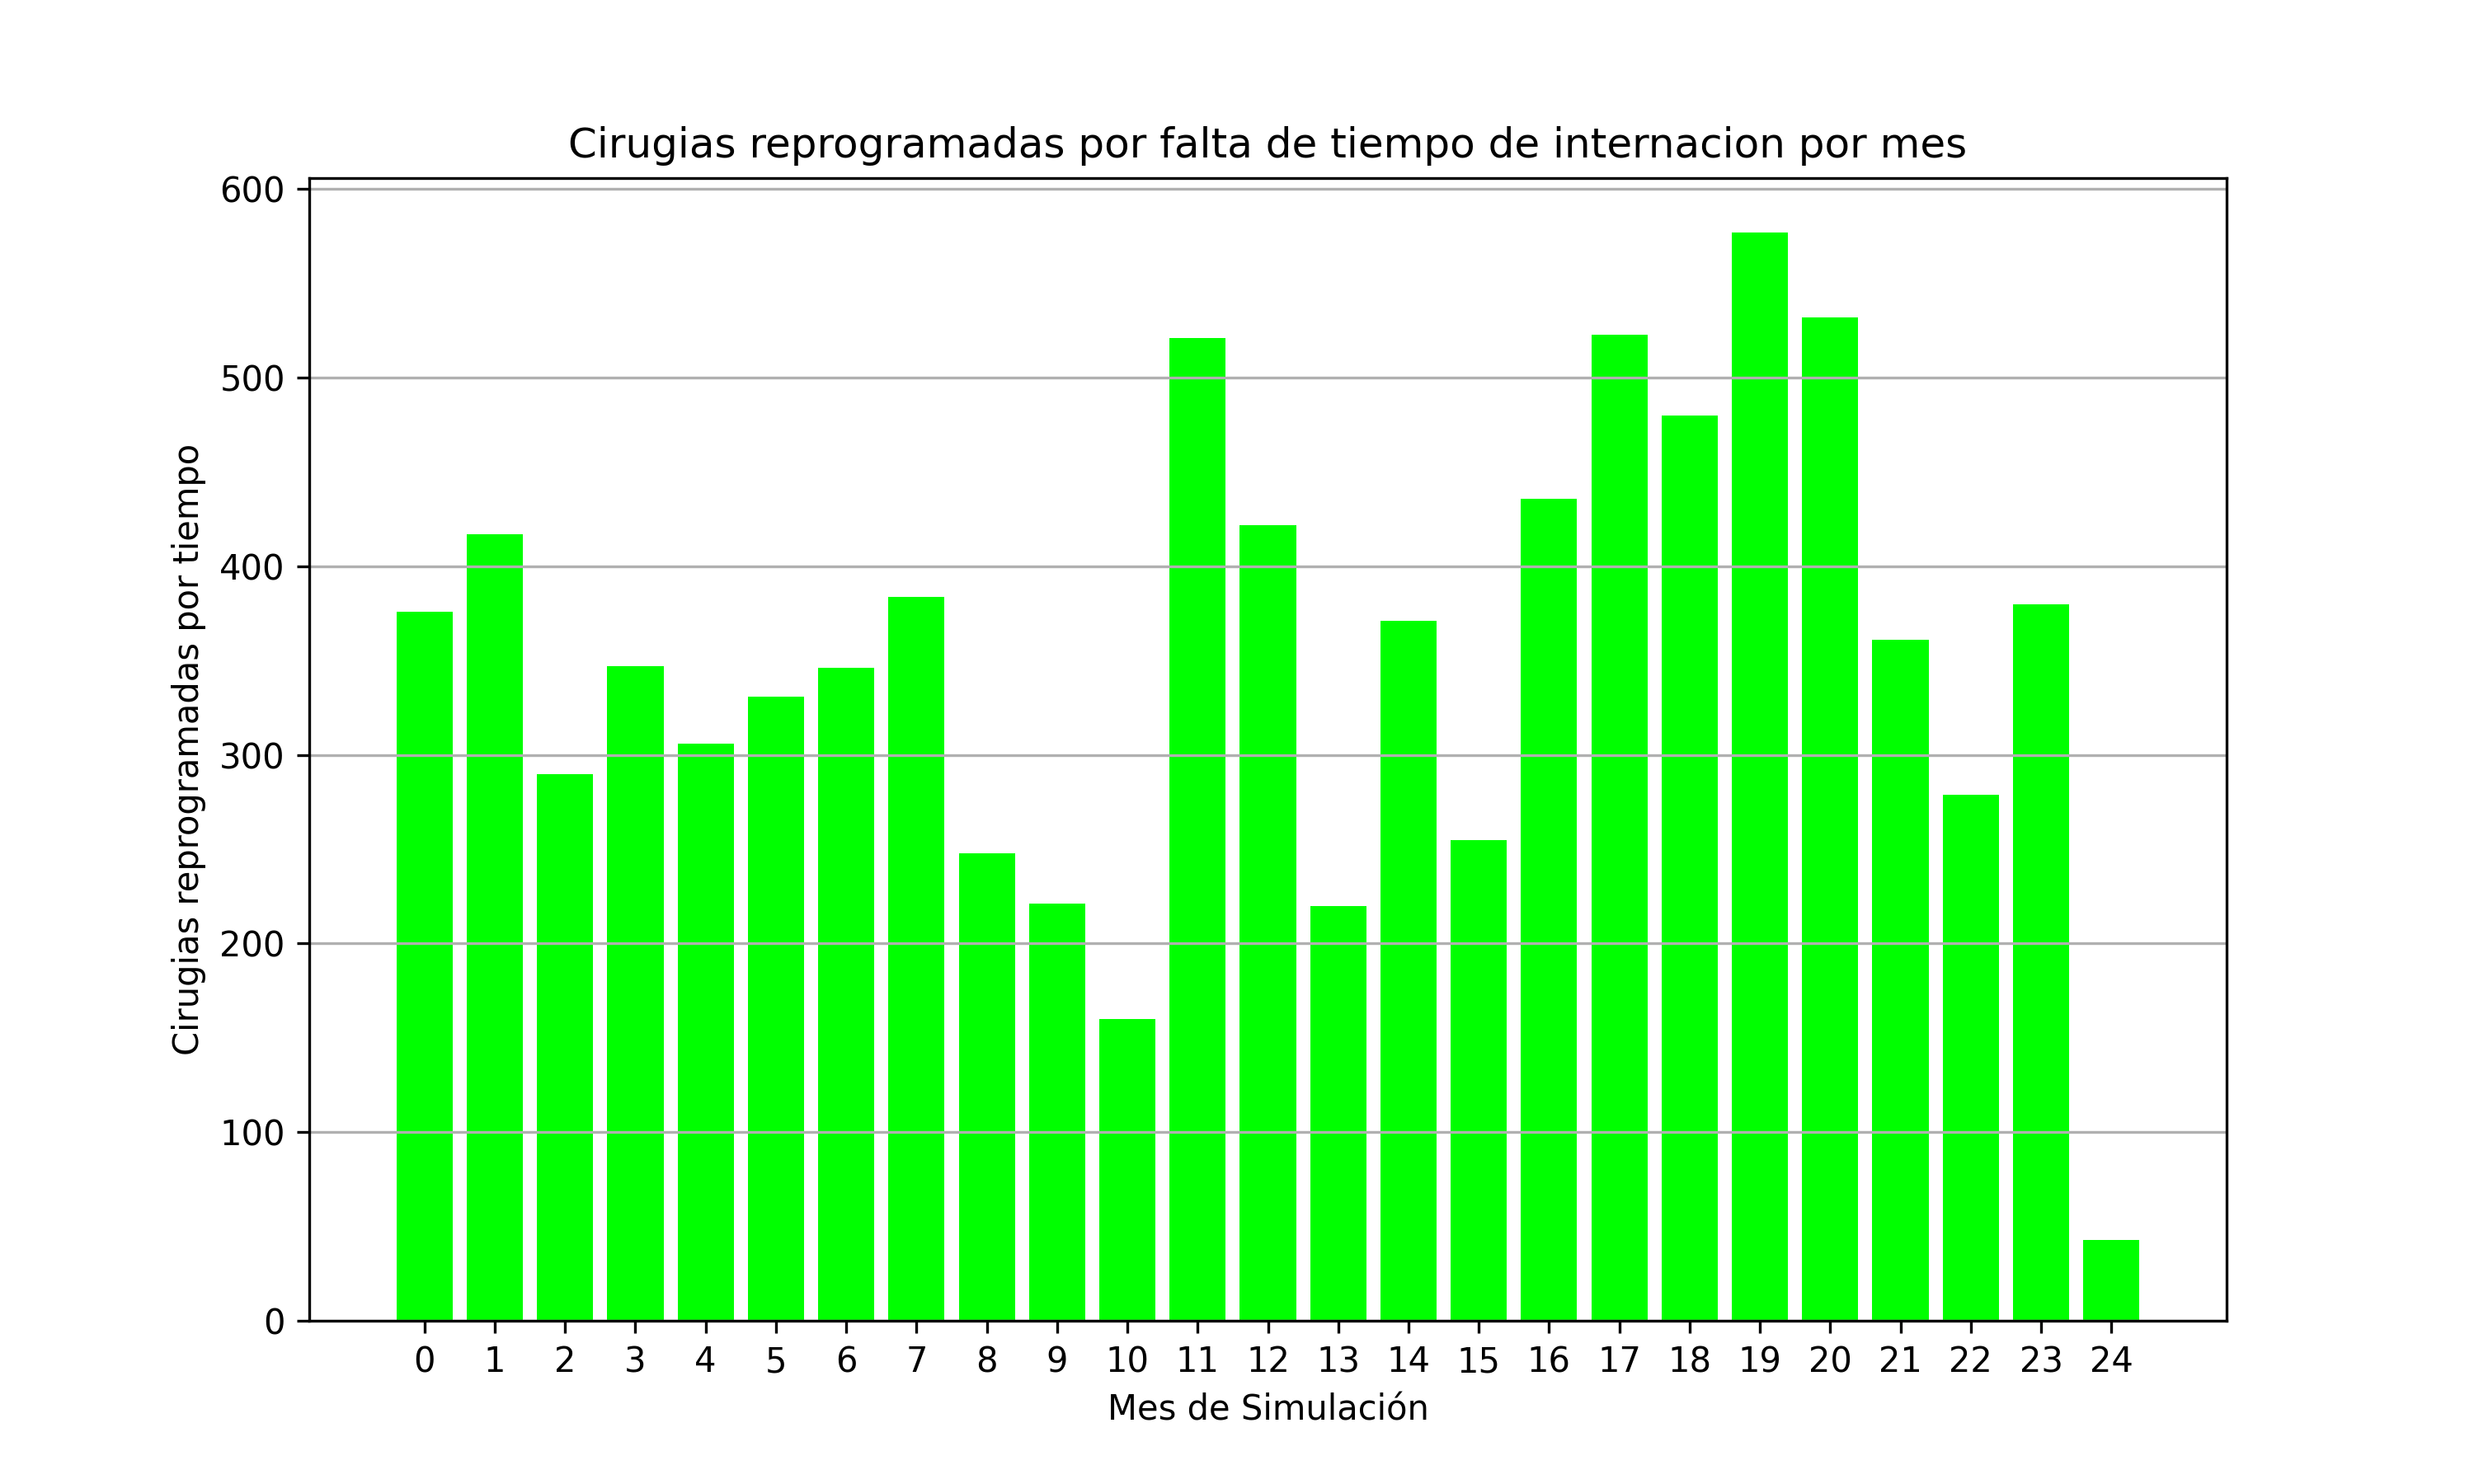 Cirugias reprogramadas por falta de tiempo de internacion por mes
Cirugias reprogramadas por tiempo
600
500
400
300
200
100
0
0 1 2 3 4 5 6 7 8 9 10 11 12 13 14 15 16 17 18 19 20 21 22 23 24
Mes de Simulación